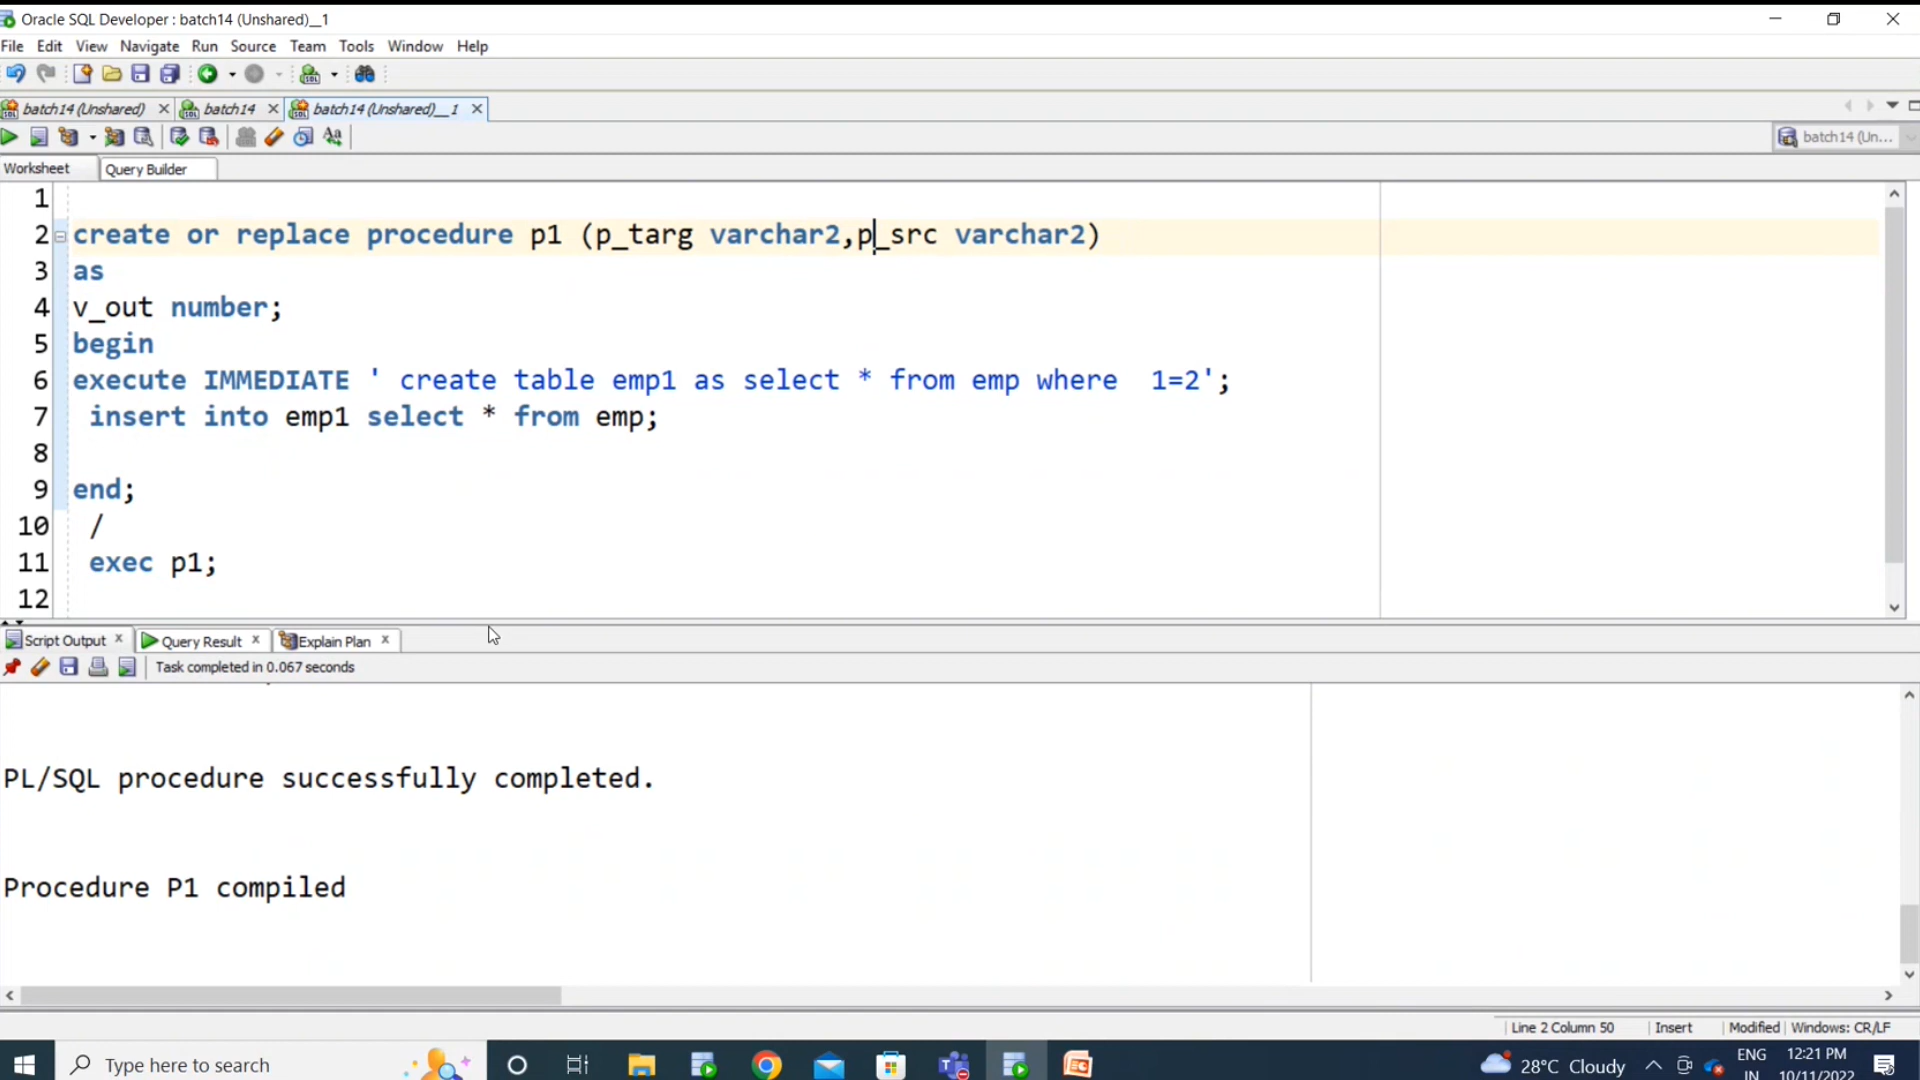 Oracle SQL Developer : batch14 (Unshared)__1
File Edit View Navigate Run Source Team Tools Window Help
batch14 (Unshared) batch14 batch14 (Unshared)__1
batch14 (Un...
Worksheet Query Builder
1
2 create or replace procedure p1 (p_targ varchar2,p_src varchar2)
3 as
4 v_out number;
5 begin
6 execute IMMEDIATE ' create table emp1 as select * from emp where  1=2';
7 insert into emp1 select * from emp;
8
9 end;
10 /
11 exec p1;
12
Script Output Query Result Explain Plan
Task completed in 0.067 seconds
PL/SQL procedure successfully completed.
Procedure P1 compiled
Line 2 Column 50 Insert Modified Windows: CR/LF
Type here to search
28°C Cloudy
ENG 12:21 PM
IN 10/11/2022